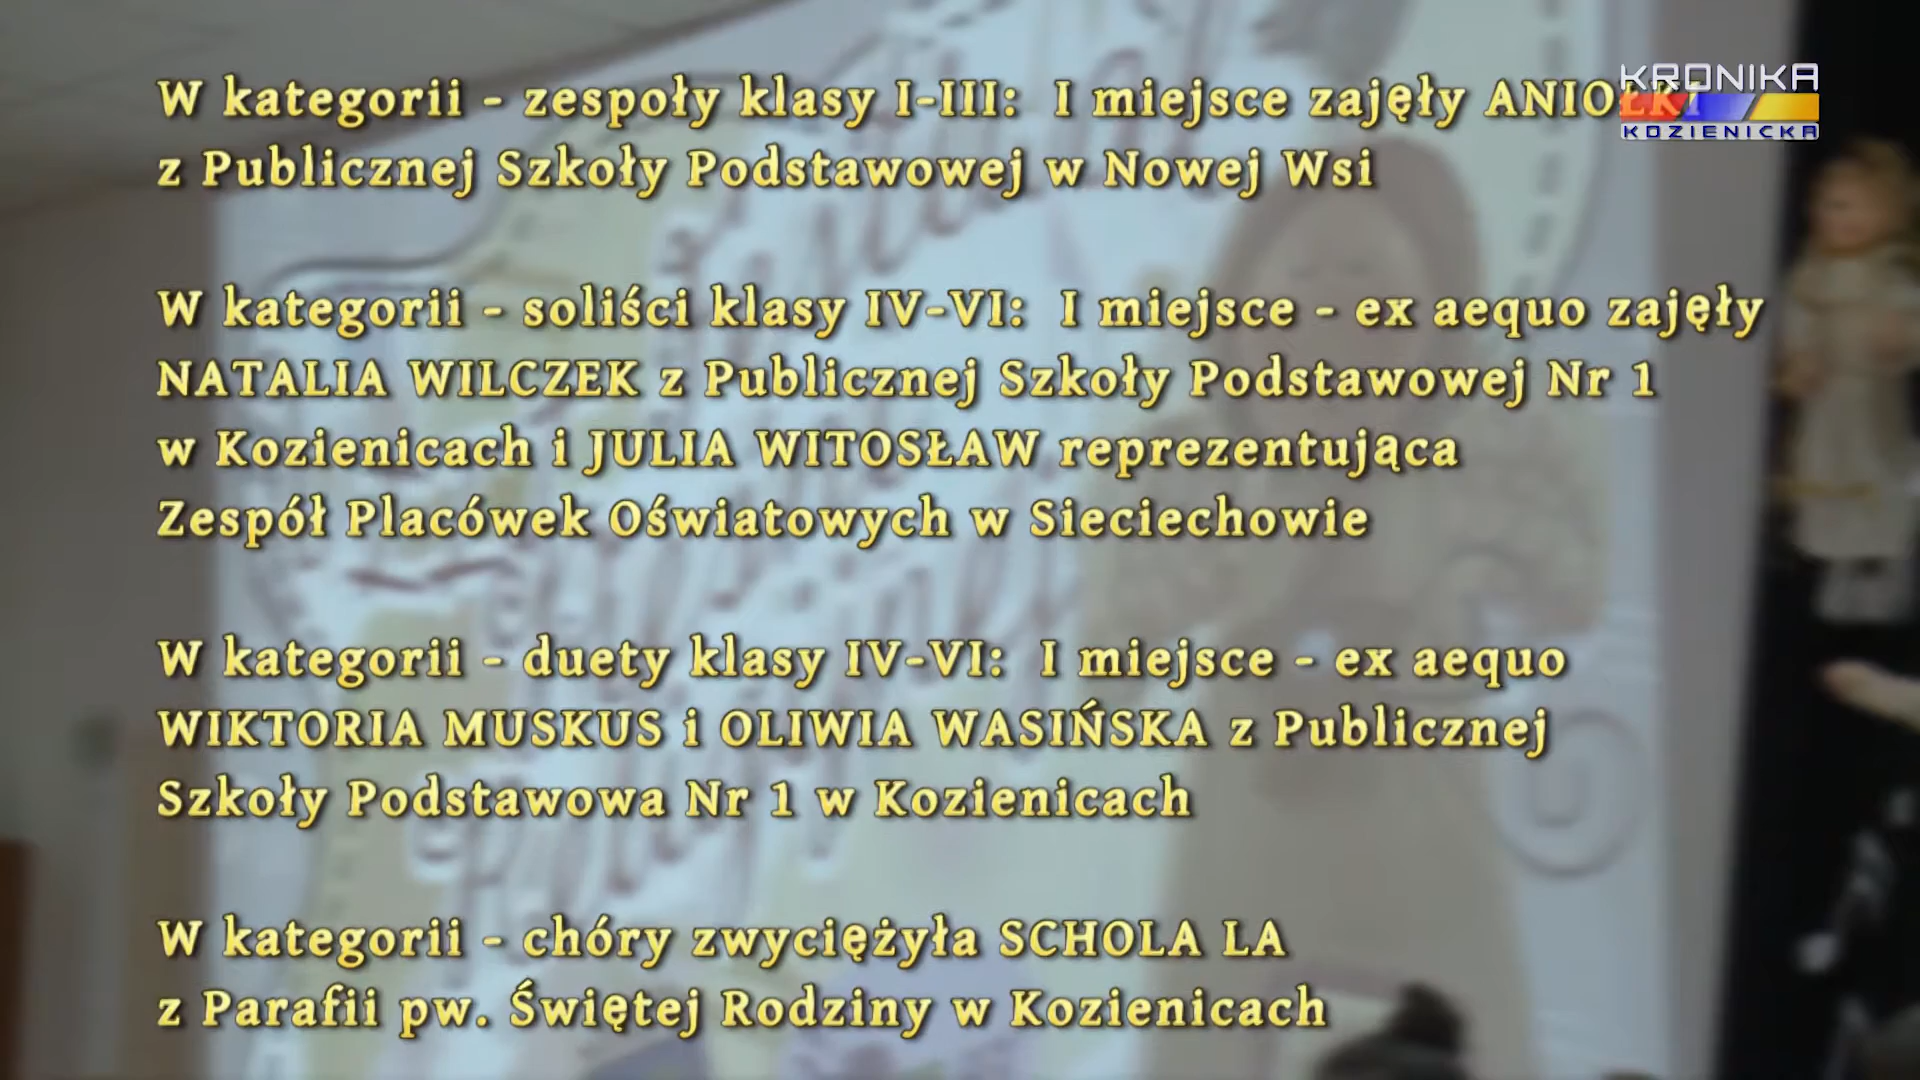 W kategorii - zespoły klasy I-III: I miejsce zajęły ANIOŁKI
z Publicznej Szkoły Podstawowej w Nowej Wsi
W kategorii - soliści klasy IV-VI: I miejsce - ex aequo zajęły
NATALIA WILCZEK z Publicznej Szkoły Podstawowej Nr 1
w Kozienicach i JULIA WITOSŁAW reprezentująca
Zespół Placówek Oświatowych w Sieciechowie
W kategorii - duety klasy IV-VI: I miejsce - ex aequo
WIKTORIA MUSKUS i OLIWIA WASIŃSKA z Publicznej
Szkoły Podstawowa Nr 1 w Kozienicach
W kategorii - chóry zwyciężyła SCHOLA LA
z Parafii pw. Świętej Rodziny w Kozienicach
KRONIKA
KOZIENICKA